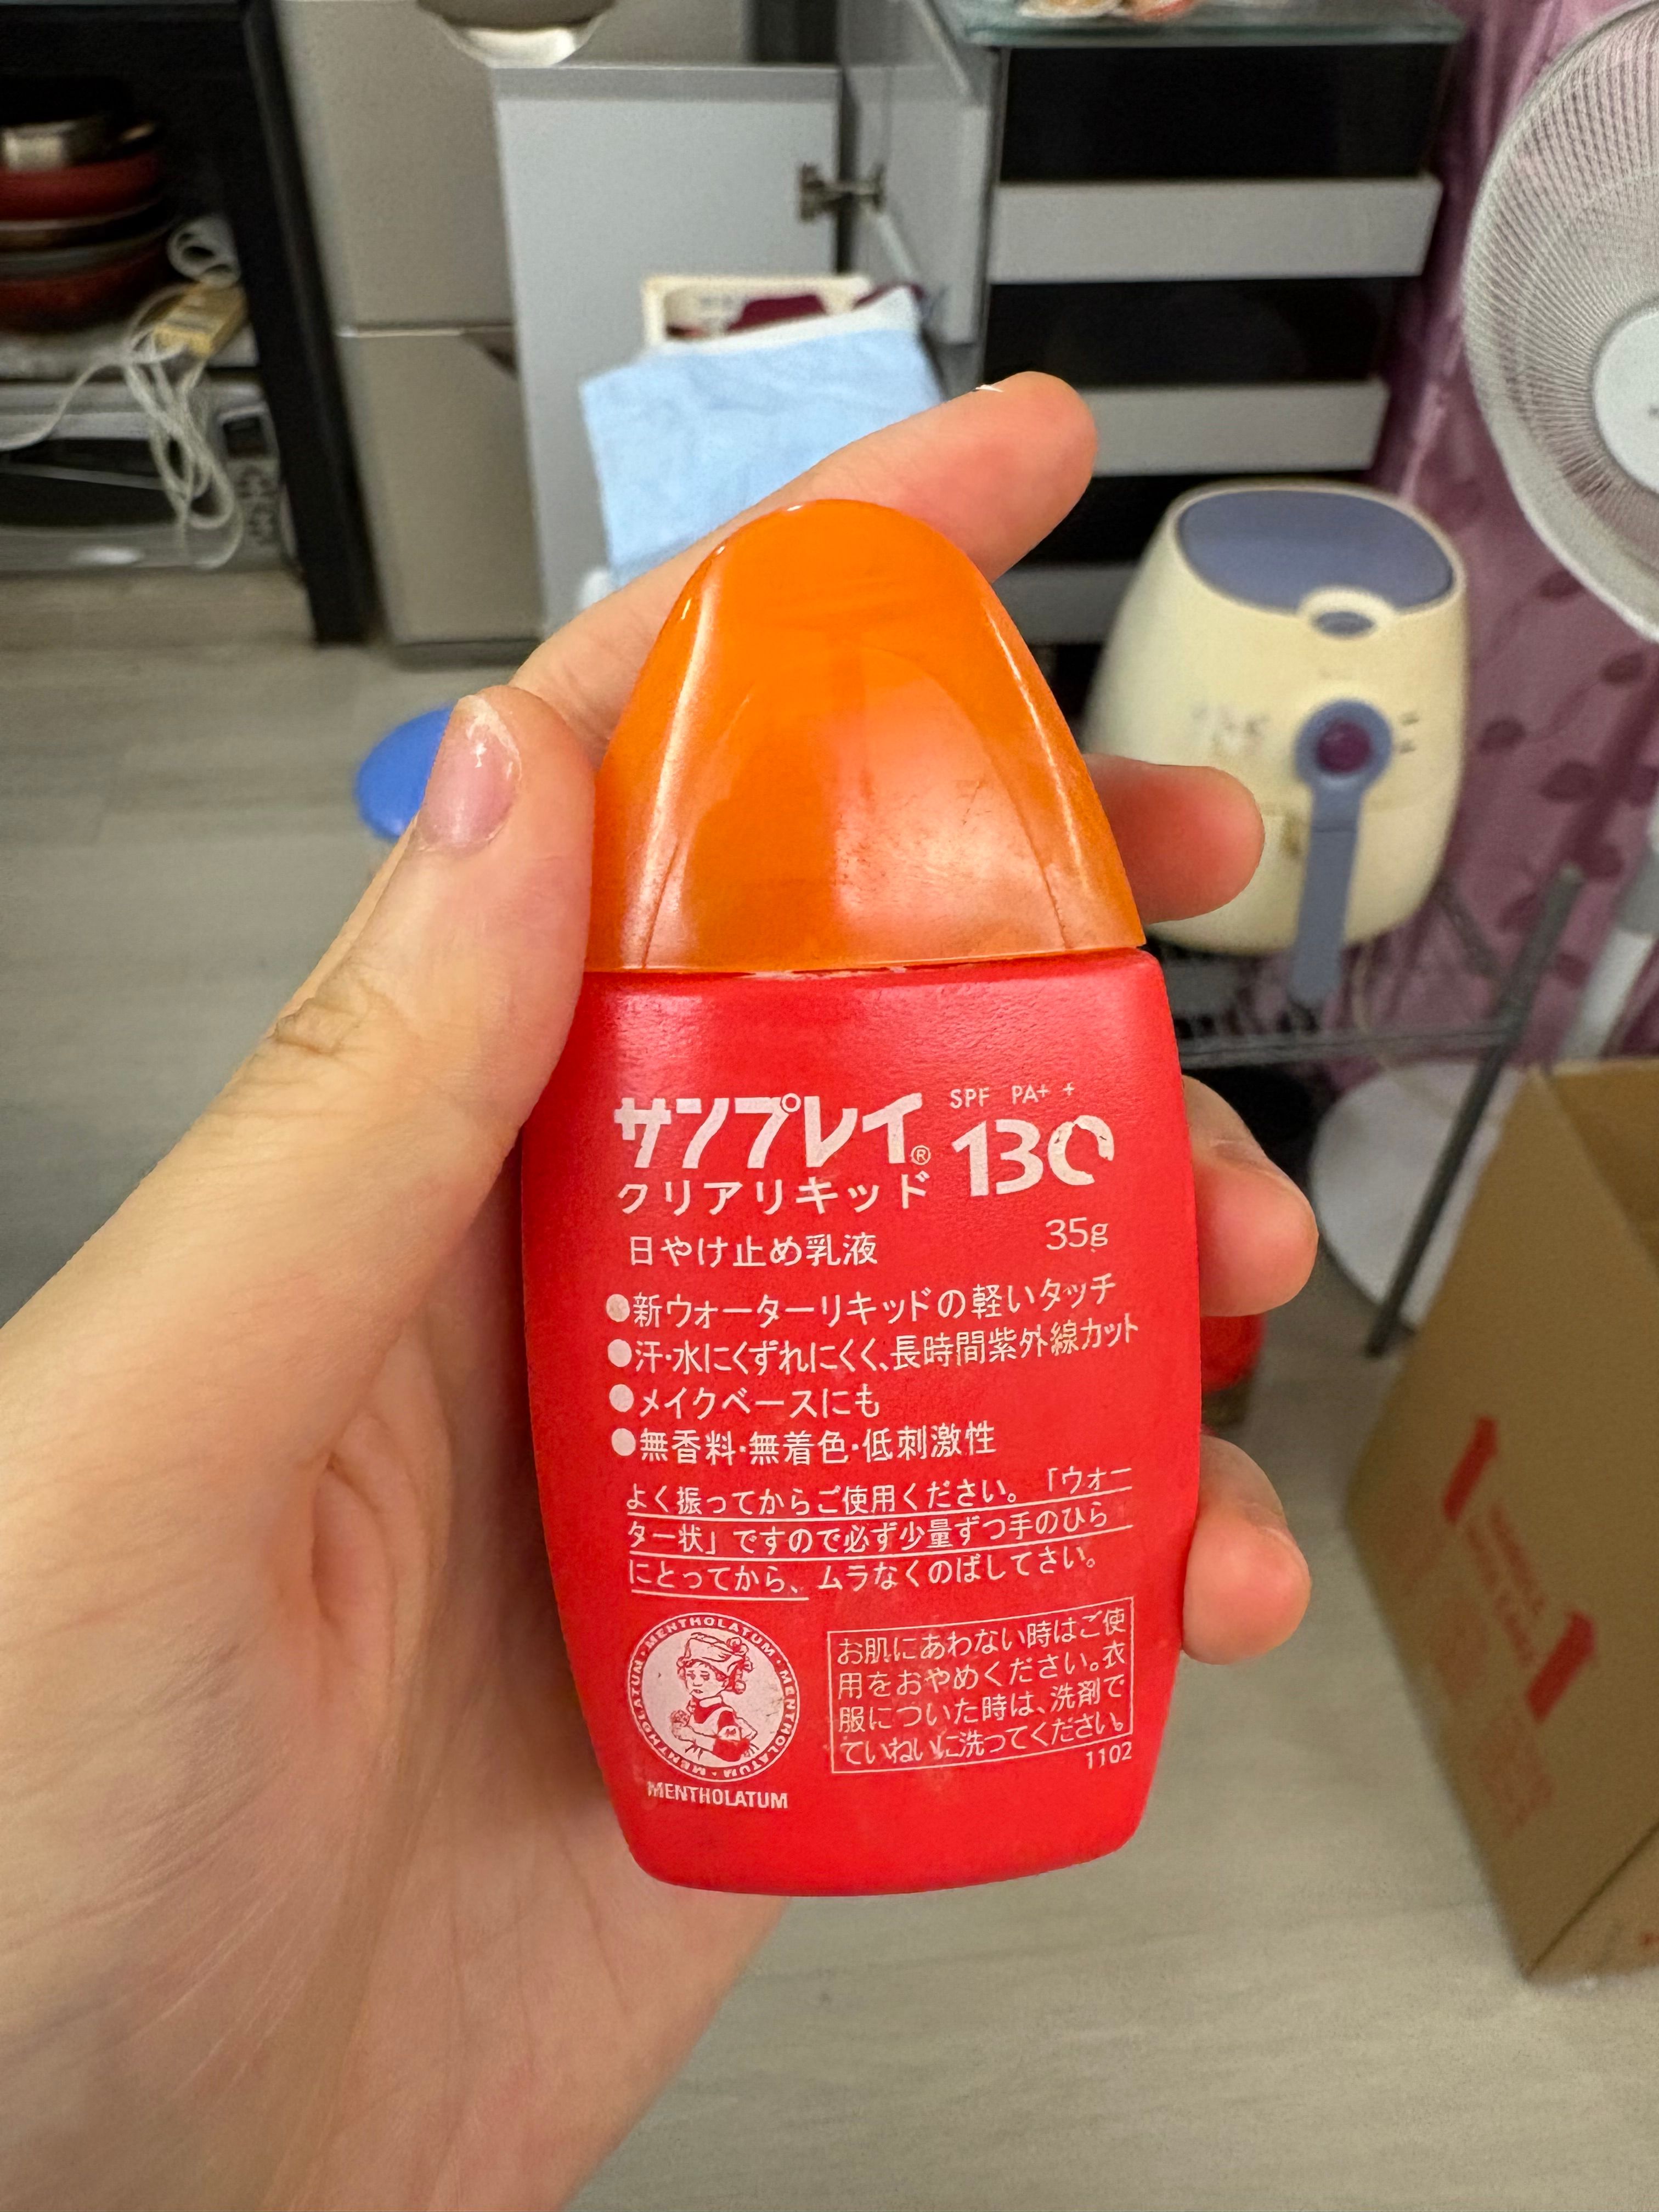 サンプレイ® SPF PA+ +
130
クリアリキッド
日やけ止め乳液 35g
●新ウォーターリキッドの軽いタッチ
●汗・水にくずれにくく、長時間紫外線カット
●メイクベースにも
●無香料・無着色・低刺激性
よく振ってからご使用ください。「ウォー
ター状」ですので必ず少量ずつ手のひら
にとってから、ムラなくのばしてさい。
MENTHOLATUM・MENTHOLATUM・MENTHOLATUM・
MENTHOLATUM
お肌にあわない時はご使
用をおやめください。衣
服についた時は、洗剤で
ていねいに洗ってください。
1102